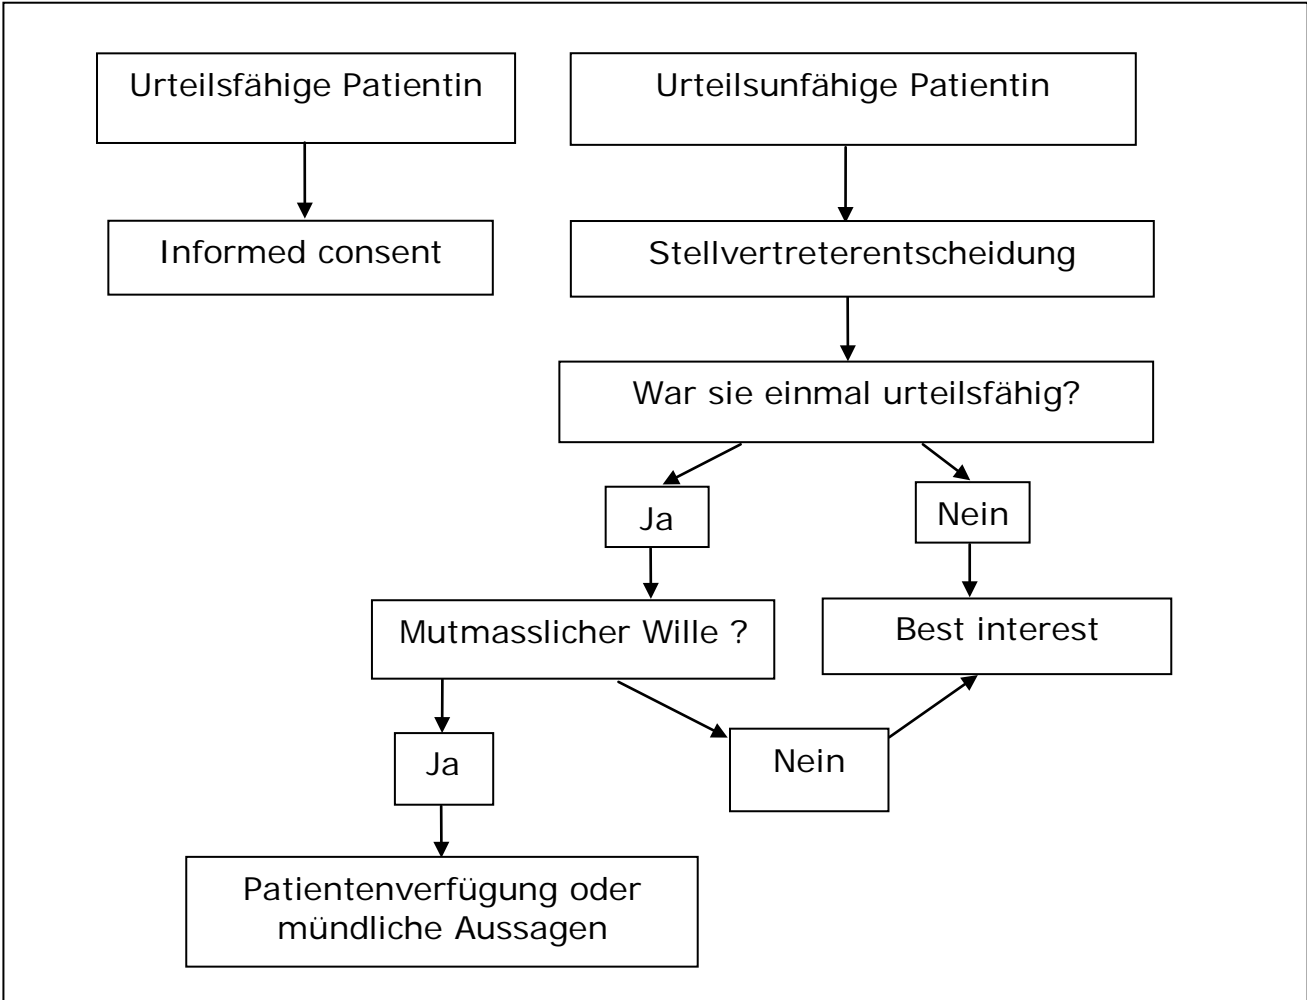 Urteilsfähige Patientin
Urteilsunfähige Patientin
Informed consent
Stellvertreterentscheidung
War sie einmal urteilsfähig?
Ja
Nein
Mutmasslicher Wille ?
Best interest
Ja
Nein
Patientenverfügung oder
mündliche Aussagen